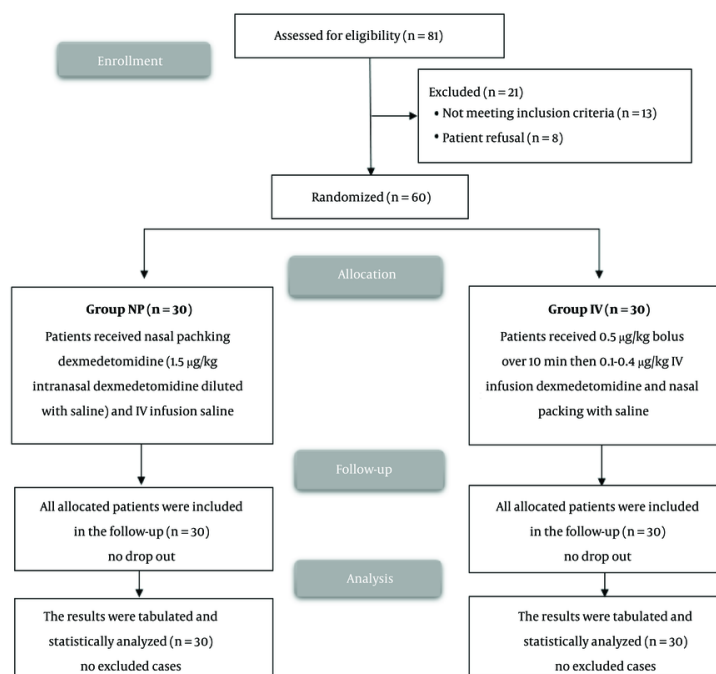 Assessed for eligibility (n = 81)
Enrollment
Excluded (n = 21)
• Not meeting inclusion criteria (n = 13)
• Patient refusal (n = 8)
Randomized (n = 60)
Allocation
Group NP (n = 30)
Patients received nasal pachking
dexmedetomidine (1.5 µg/kg
intranasal dexmedetomidine diluted
with saline) and IV infusion saline
Group IV (n = 30)
Patients received 0.5 µg/kg bolus
over 10 min then 0.1-0.4 µg/kg IV
infusion dexmedetomidine and nasal
packing with saline
Follow-up
All allocated patients were included
in the follow-up (n = 30)
no drop out
All allocated patients were included
in the follow-up (n = 30)
no drop out
Analysis
The results were tabulated and
statistically analyzed (n = 30)
no excluded cases
The results were tabulated and
statistically analyzed (n = 30)
no excluded cases